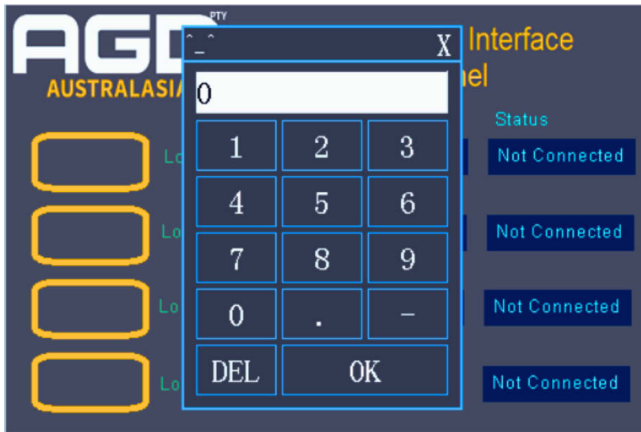 AGD PTY
AUSTRALASIA
Interface
^_^ X
0
1 2 3
4 5 6
7 8 9
0 . -
DEL OK
Status
Not Connected
Not Connected
Not Connected
Not Connected